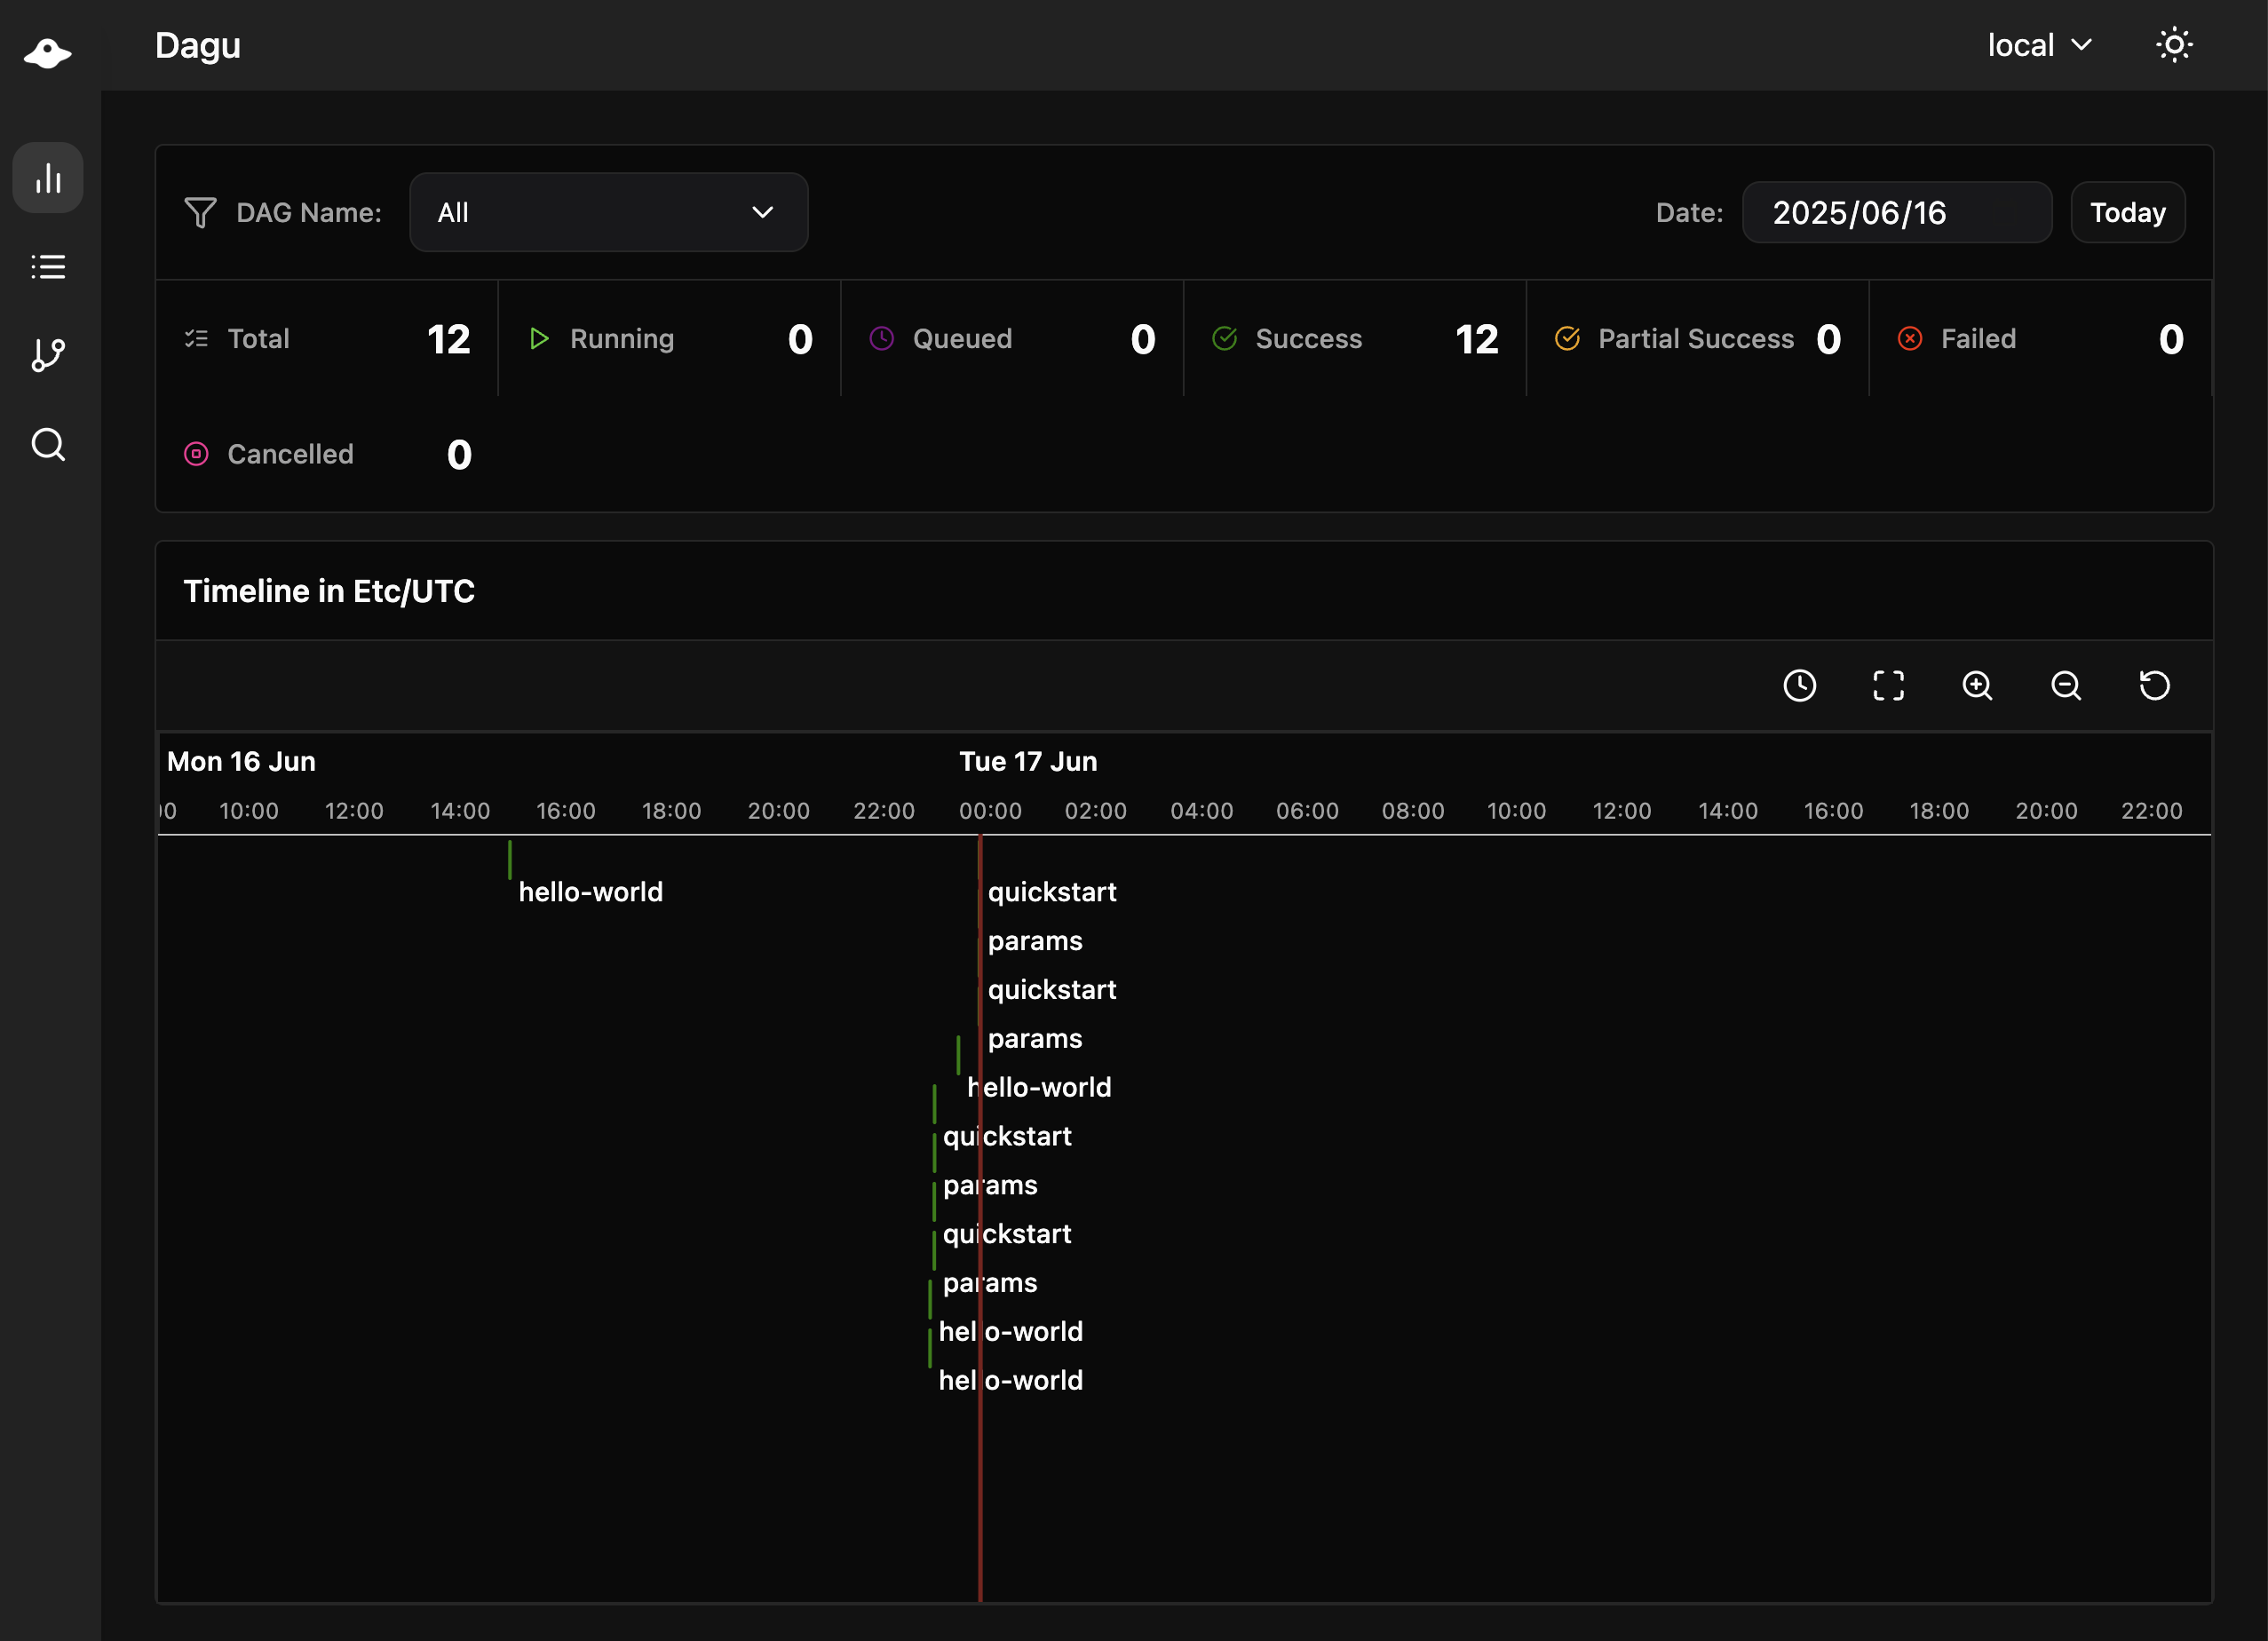 Dagu
local
DAG Name:
All
Date:
2025/06/16
Today
Total 12
Running 0
Queued 0
Success 12
Partial Success 0
Failed 0
Cancelled 0
Timeline in Etc/UTC
Mon 16 Jun
Tue 17 Jun
10:00 12:00 14:00 16:00 18:00 20:00 22:00 00:00 02:00 04:00 06:00 08:00 10:00 12:00 14:00 16:00 18:00 20:00 22:00
hello-world
quickstart
params
quickstart
params
hello-world
quickstart
params
quickstart
params
hello-world
hello-world